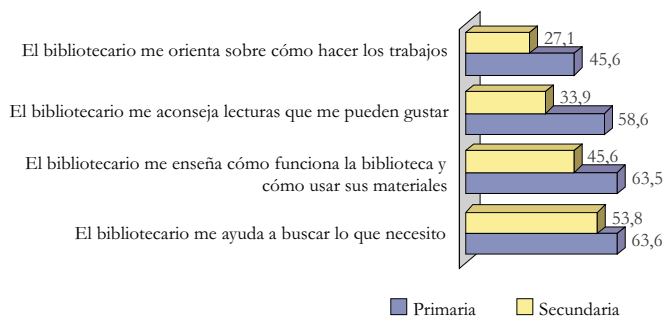 27,1
El bibliotecario me orienta sobre cómo hacer los trabajos
45,6
33,9
El bibliotecario me aconseja lecturas que me pueden gustar
58,6
El bibliotecario me enseña cómo funciona la biblioteca y
45,6
cómo usar sus materiales
63,5
53,8
El bibliotecario me ayuda a buscar lo que necesito
63,6
Primaria
Secundaria